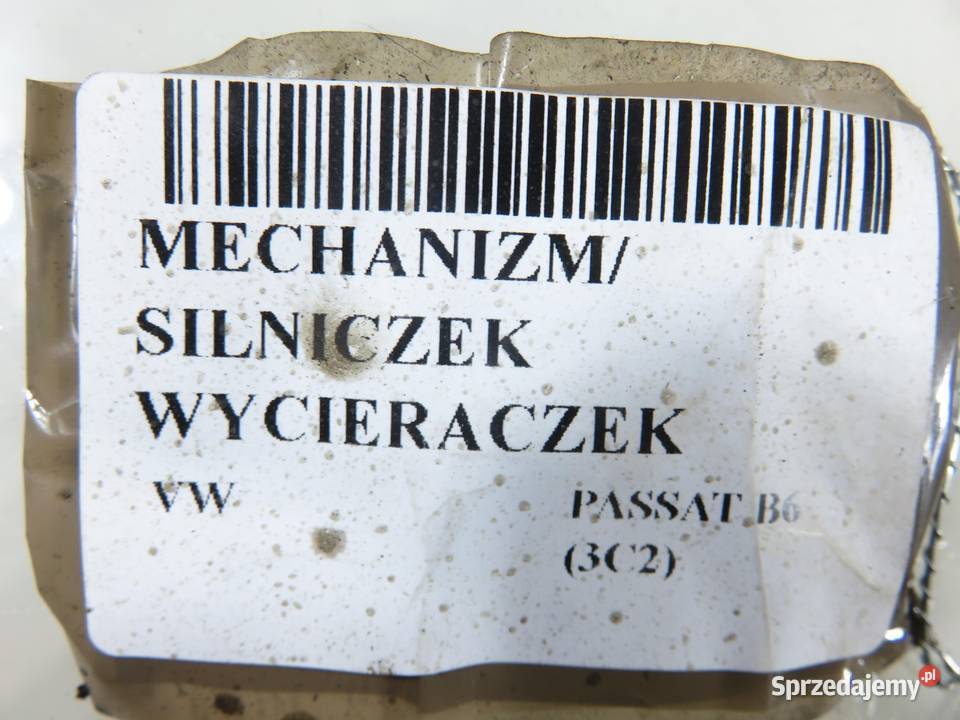 MECHANIZM/
SILNICZEK
WYCIERACZEK
VW PASSAT B6
(3C2)
Sprzedajemy.pl